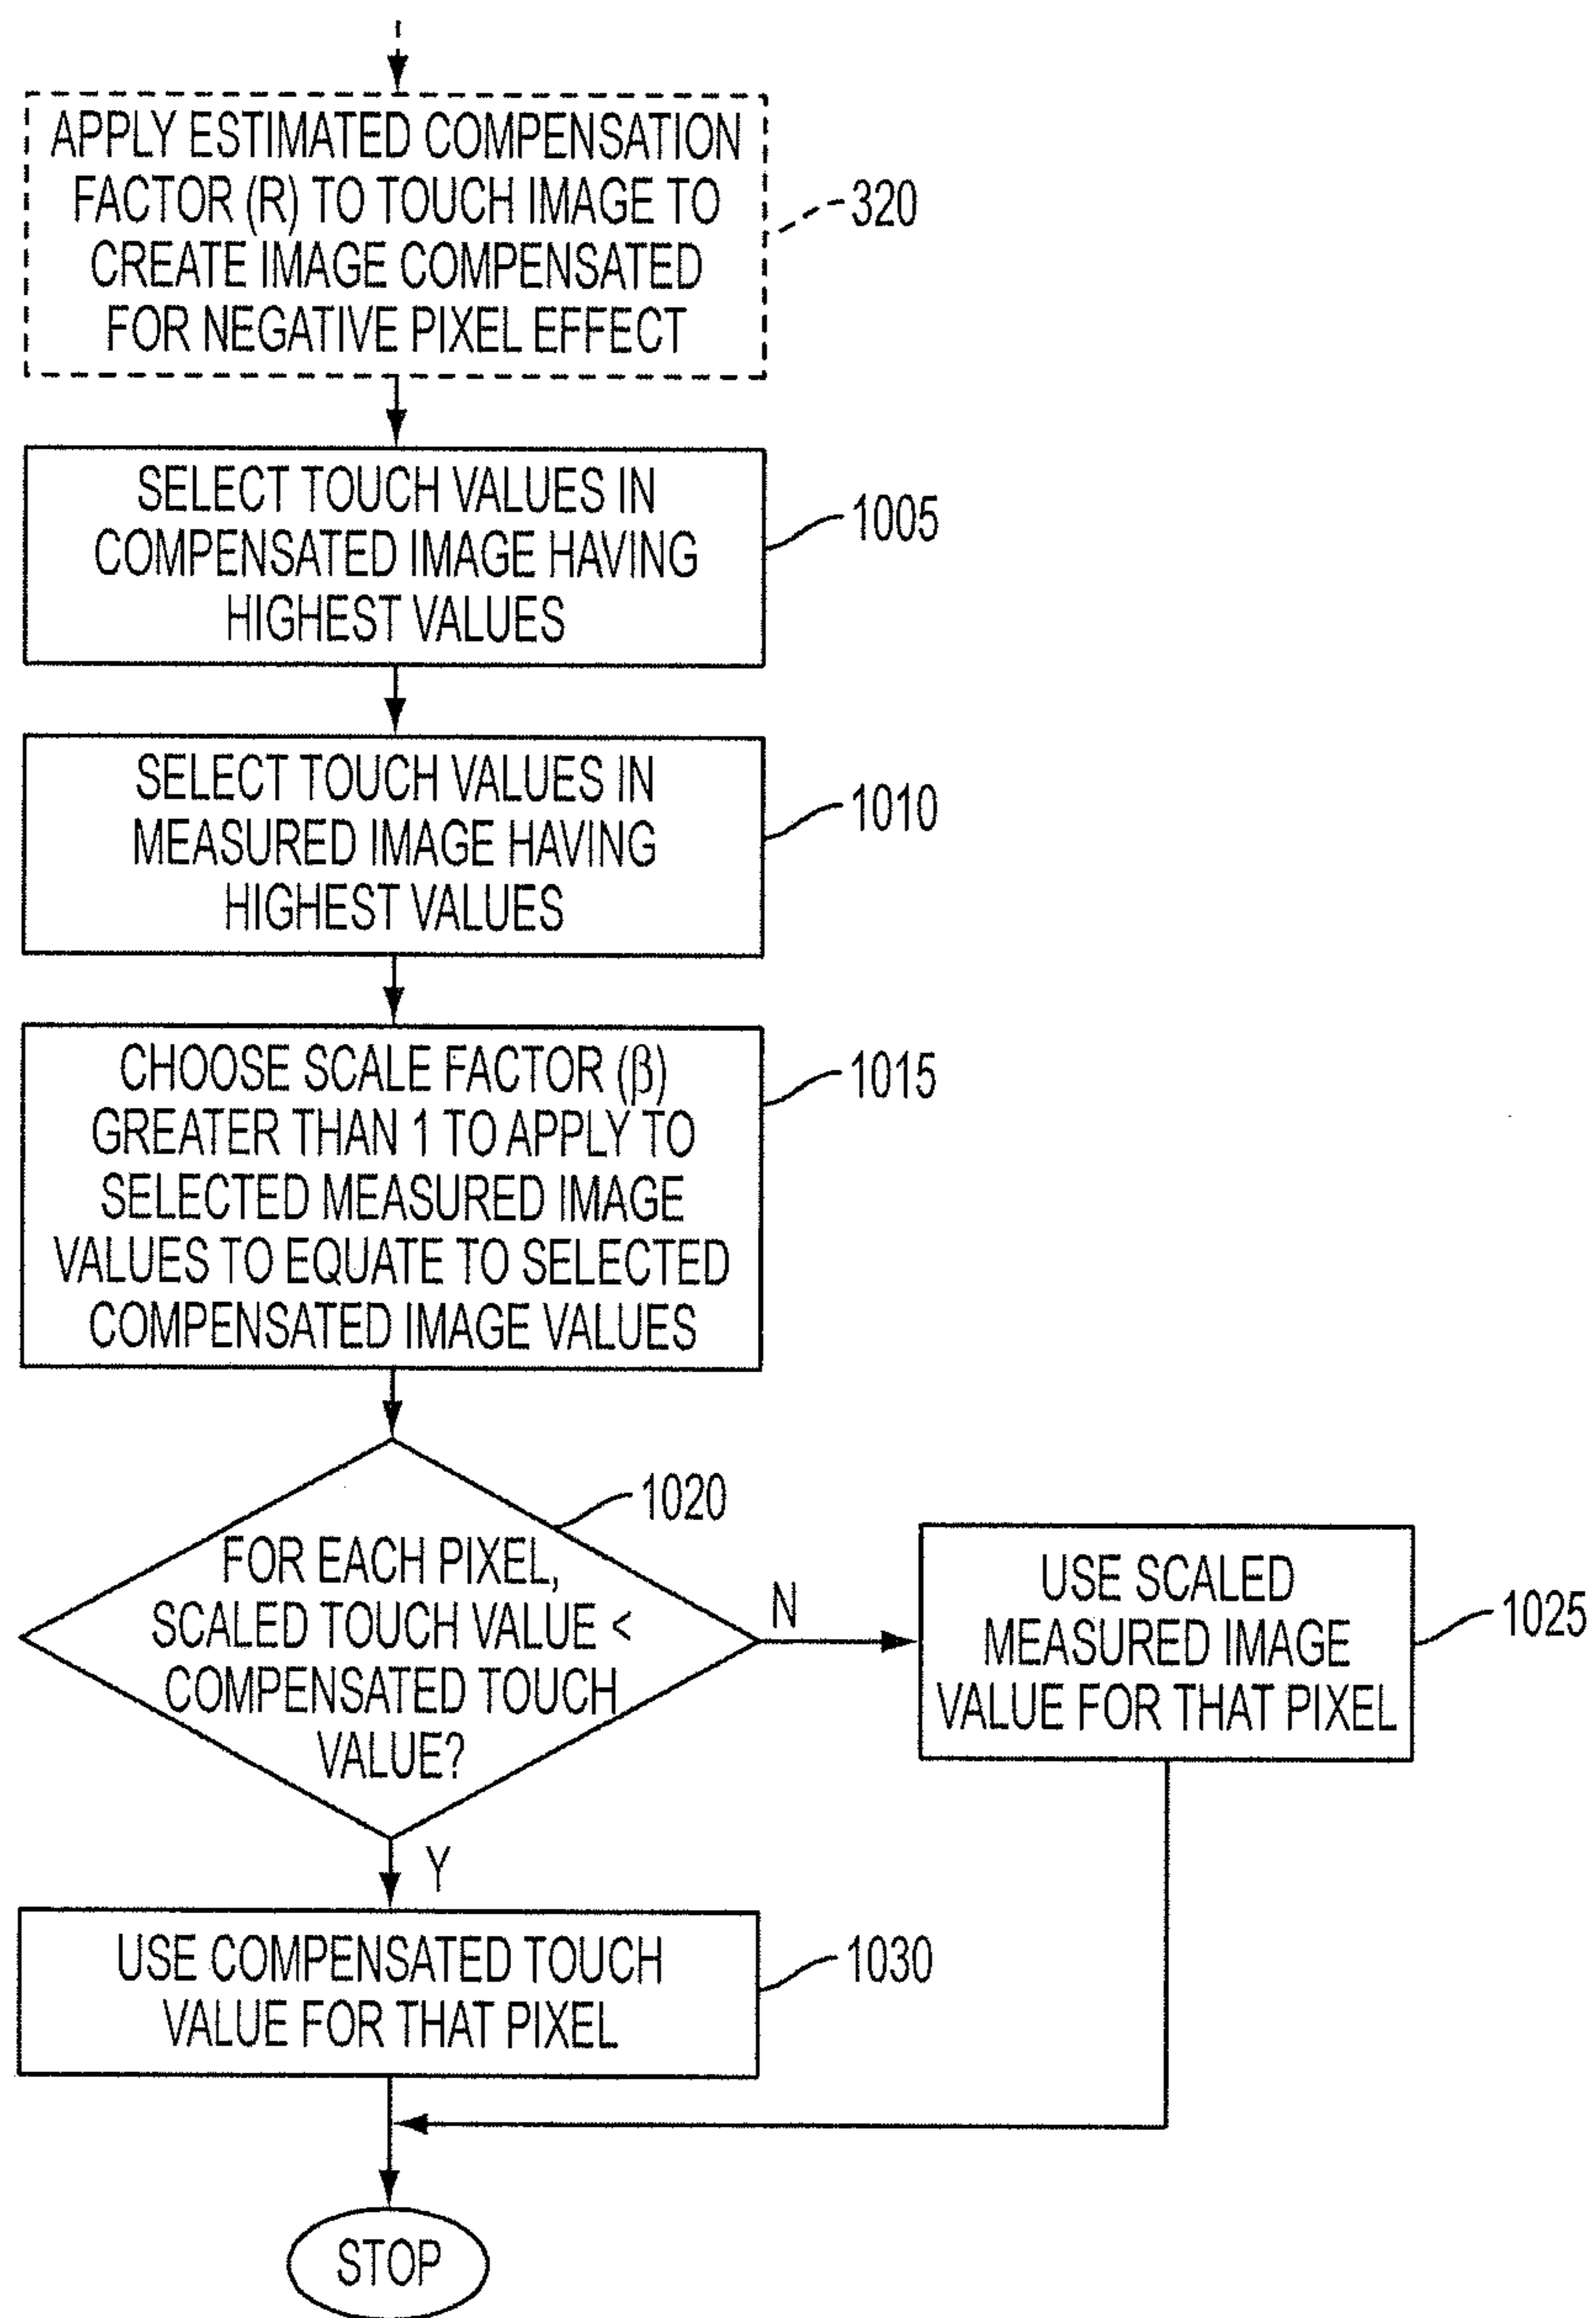 APPLY ESTIMATED COMPENSATION
FACTOR (R) TO TOUCH IMAGE TO
CREATE IMAGE COMPENSATED
FOR NEGATIVE PIXEL EFFECT
320
SELECT TOUCH VALUES IN
COMPENSATED IMAGE HAVING
HIGHEST VALUES
1005
SELECT TOUCH VALUES IN
MEASURED IMAGE HAVING
HIGHEST VALUES
1010
CHOOSE SCALE FACTOR (β)
GREATER THAN 1 TO APPLY TO
SELECTED MEASURED IMAGE
VALUES TO EQUATE TO SELECTED
COMPENSATED IMAGE VALUES
1015
FOR EACH PIXEL,
SCALED TOUCH VALUE <
COMPENSATED TOUCH
VALUE?
1020
N
USE SCALED
MEASURED IMAGE
VALUE FOR THAT PIXEL
1025
Y
USE COMPENSATED TOUCH
VALUE FOR THAT PIXEL
1030
STOP